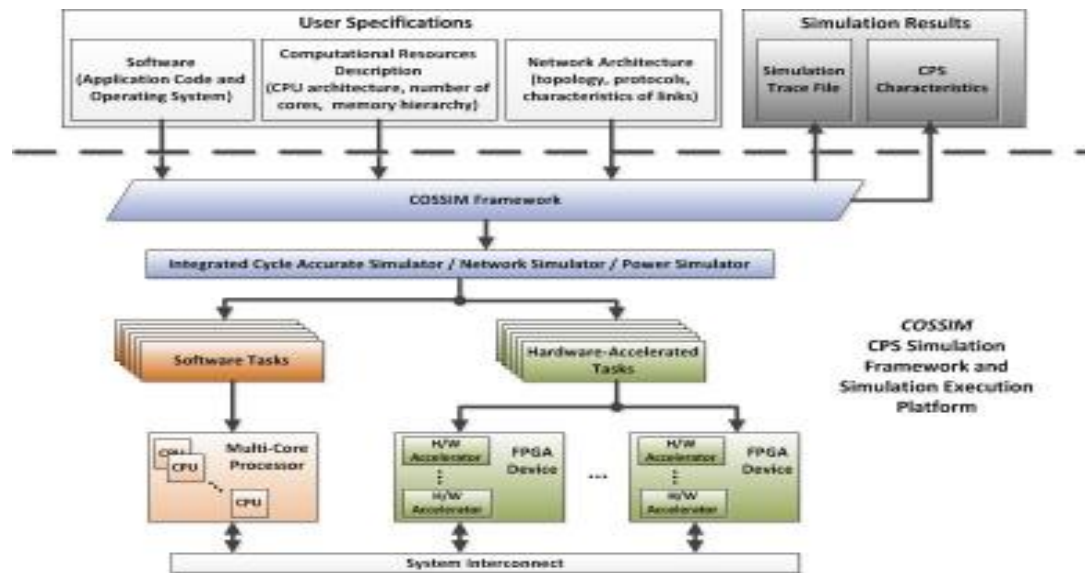 User Specifications
Software
(Application Code and
Operating System)
Computational Resources
Description
(CPU architecture, number of
cores, memory hierarchy)
Network Architecture
(topology, protocols,
characteristics of links)
Simulation Results
Simulation
Trace File
CPS
Characteristics
COSSIM Framework
Integrated Cycle Accurate Simulator / Network Simulator / Power Simulator
Software Tasks
Hardware-Accelerated
Tasks
COSSIM
CPS Simulation
Framework and
Simulation Execution
Platform
Multi-Core
Processor
CPU
CPU
CPU
H/W
Accelerator
H/W
Accelerator
FPGA
Device
...
H/W
Accelerator
H/W
Accelerator
FPGA
Device
System Interconnect